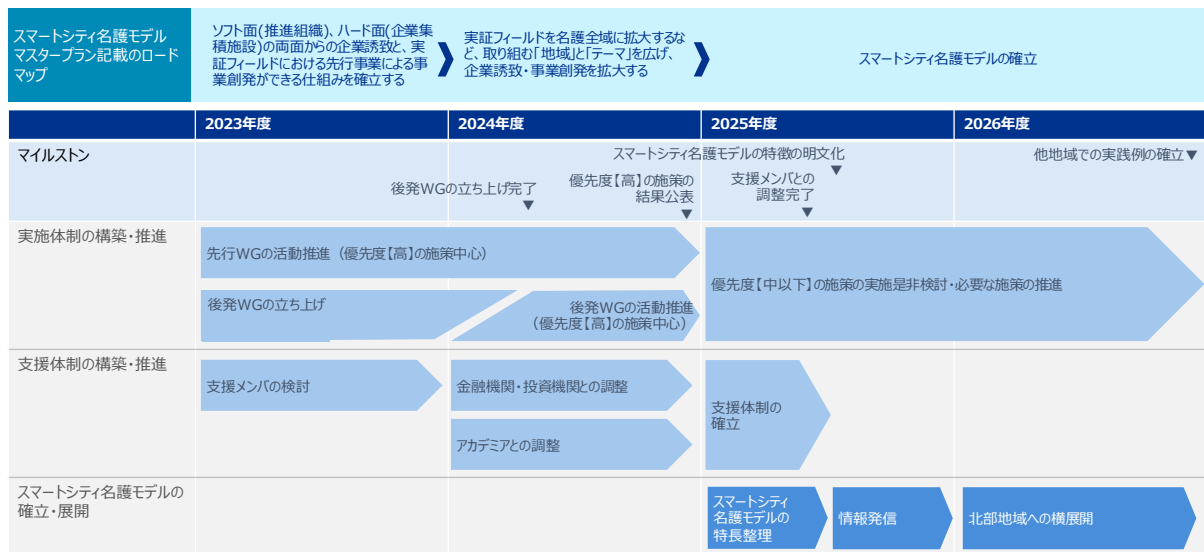 スマートシティ名護モデル
マスタープラン記載のロード
マップ
ソフト面(推進組織)、ハード面(企業集
積施設)の両面からの企業誘致と、実
証フィールドにおける先行事業による事
業創発ができる仕組みを確立する
実証フィールドを名護全域に拡大するな
ど、取り組む「地域」と「テーマ」を広げ、
企業誘致・事業創発を拡大する
スマートシティ名護モデルの確立
2023年度
2024年度
2025年度
2026年度
マイルストン
スマートシティ名護モデルの特徴の明文化
▼
他地域での実践例の確立▼
後発WGの立ち上げ完了
▼
優先度【高】の施策の
結果公表
▼
支援メンバとの
調整完了
▼
実施体制の構築・推進
先行WGの活動推進（優先度【高】の施策中心）
後発WGの立ち上げ
後発WGの活動推進
（優先度【高】の施策中心）
優先度【中以下】の施策の実施是非検討・必要な施策の推進
支援体制の構築・推進
支援メンバの検討
金融機関・投資機関との調整
アカデミアとの調整
支援体制の
確立
スマートシティ名護モデルの
確立・展開
スマートシティ
名護モデルの
特長整理
情報発信
北部地域への横展開